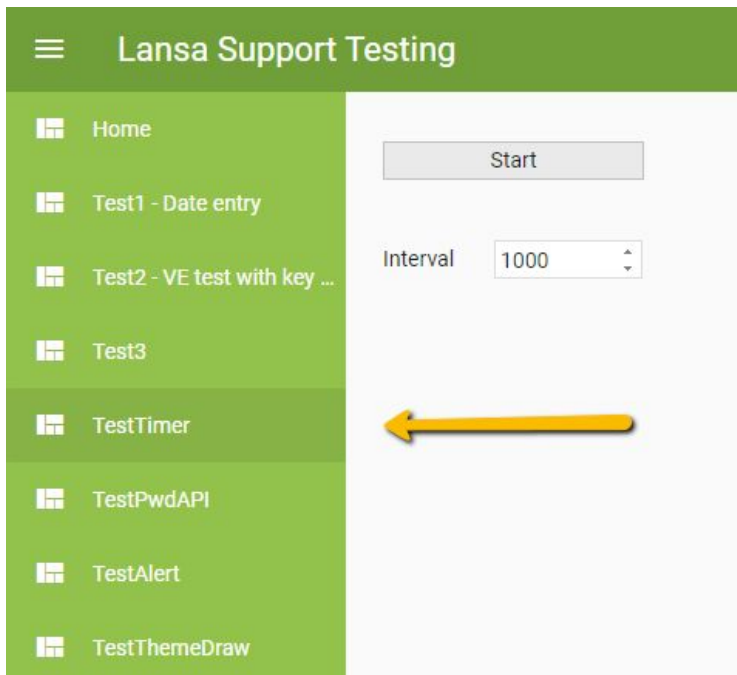 Lansa Support Testing
Home
Test1 - Date entry
Test2 - VE test with key ...
Test3
TestTimer
TestPwdAPI
TestAlert
TestThemeDraw
Start
Interval 1000